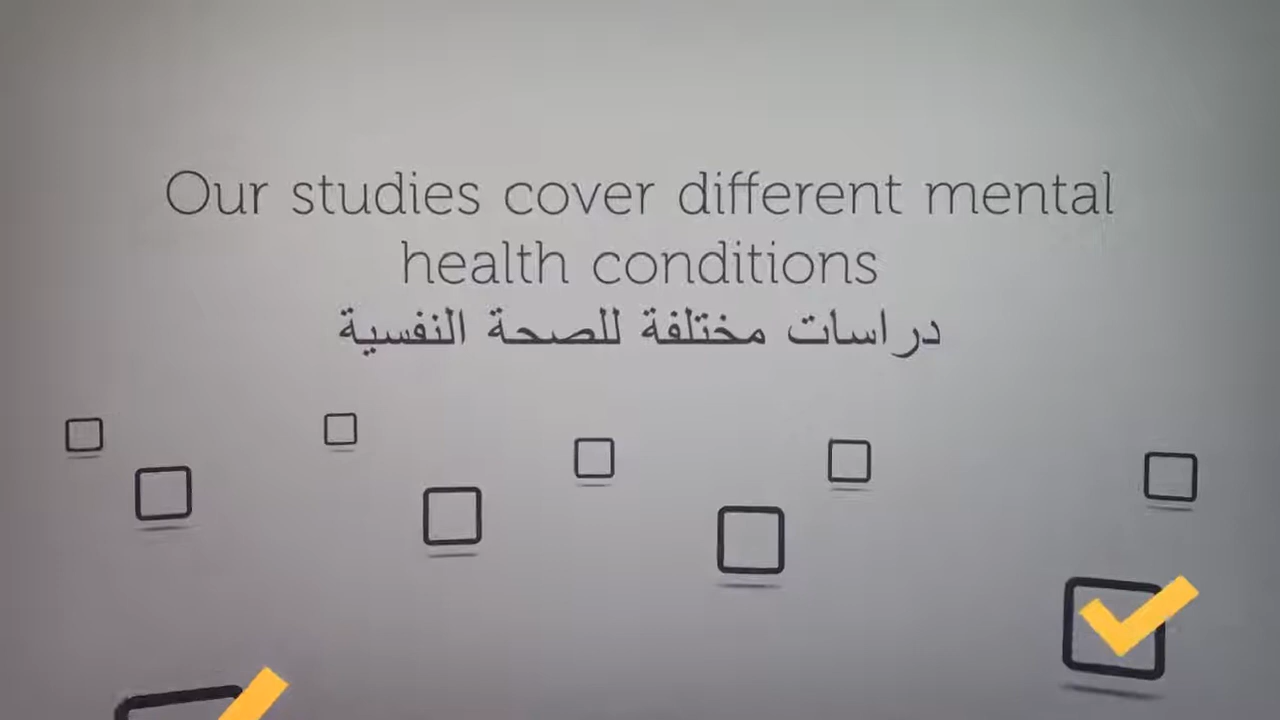 Our studies cover different mental
health conditions
دراسات مختلفة للصحة النفسية